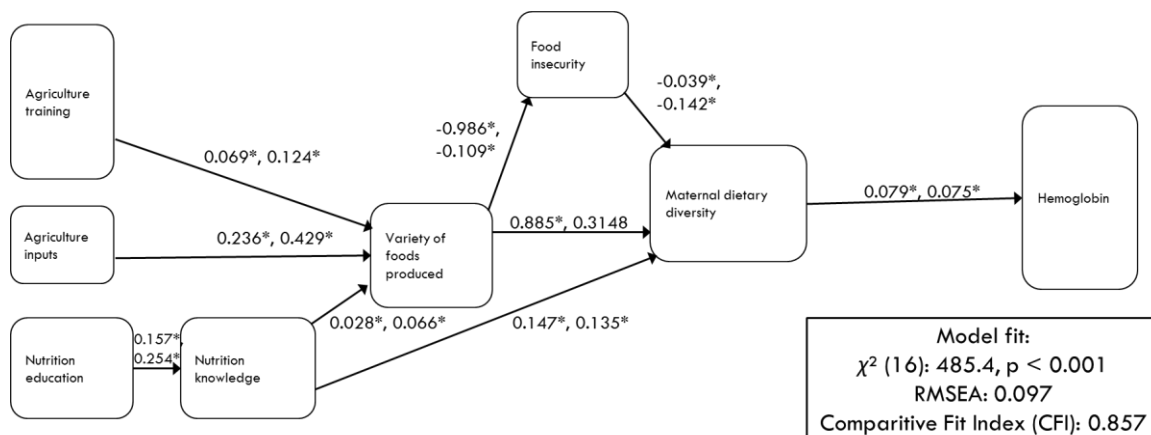 Food
insecurity
-0.039*,
-0.142*
Agriculture
training
-0.986*,
-0.109*
0.069*, 0.124*
Maternal dietary
diversity
0.079*, 0.075*
Hemoglobin
Agriculture
inputs
0.236*, 0.429*
Variety of
foods
produced
0.885*, 0.3148
0.028*, 0.066*
0.147*, 0.135*
Nutrition
education
0.157*,
0.254*
Nutrition
knowledge
Model fit:
χ² (16): 485.4, p < 0.001
RMSEA: 0.097
Comparitive Fit Index (CFI): 0.857